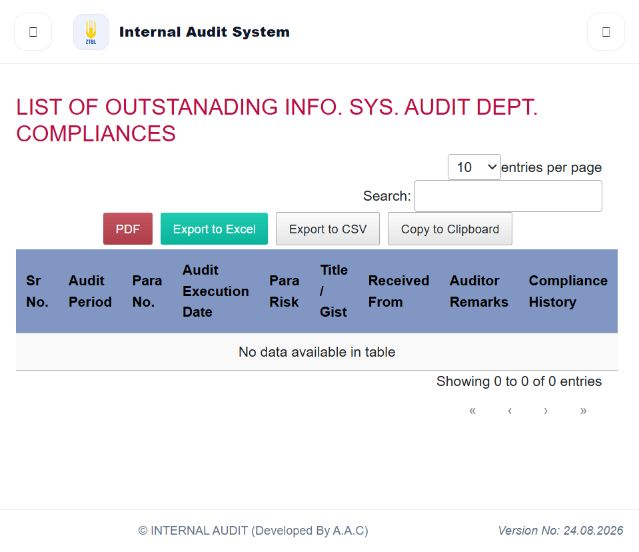 ZTBL
Internal Audit System
LIST OF OUTSTANADING INFO. SYS. AUDIT DEPT.
COMPLIANCES
10 entries per page
Search:
PDF Export to Excel Export to CSV Copy to Clipboard
Sr No. Audit Period Para No. Audit Execution Date Para Risk Title / Gist Received From Auditor Remarks Compliance History
No data available in table
Showing 0 to 0 of 0 entries
« ‹ › »
© INTERNAL AUDIT (Developed By A.A.C) Version No: 24.08.2026